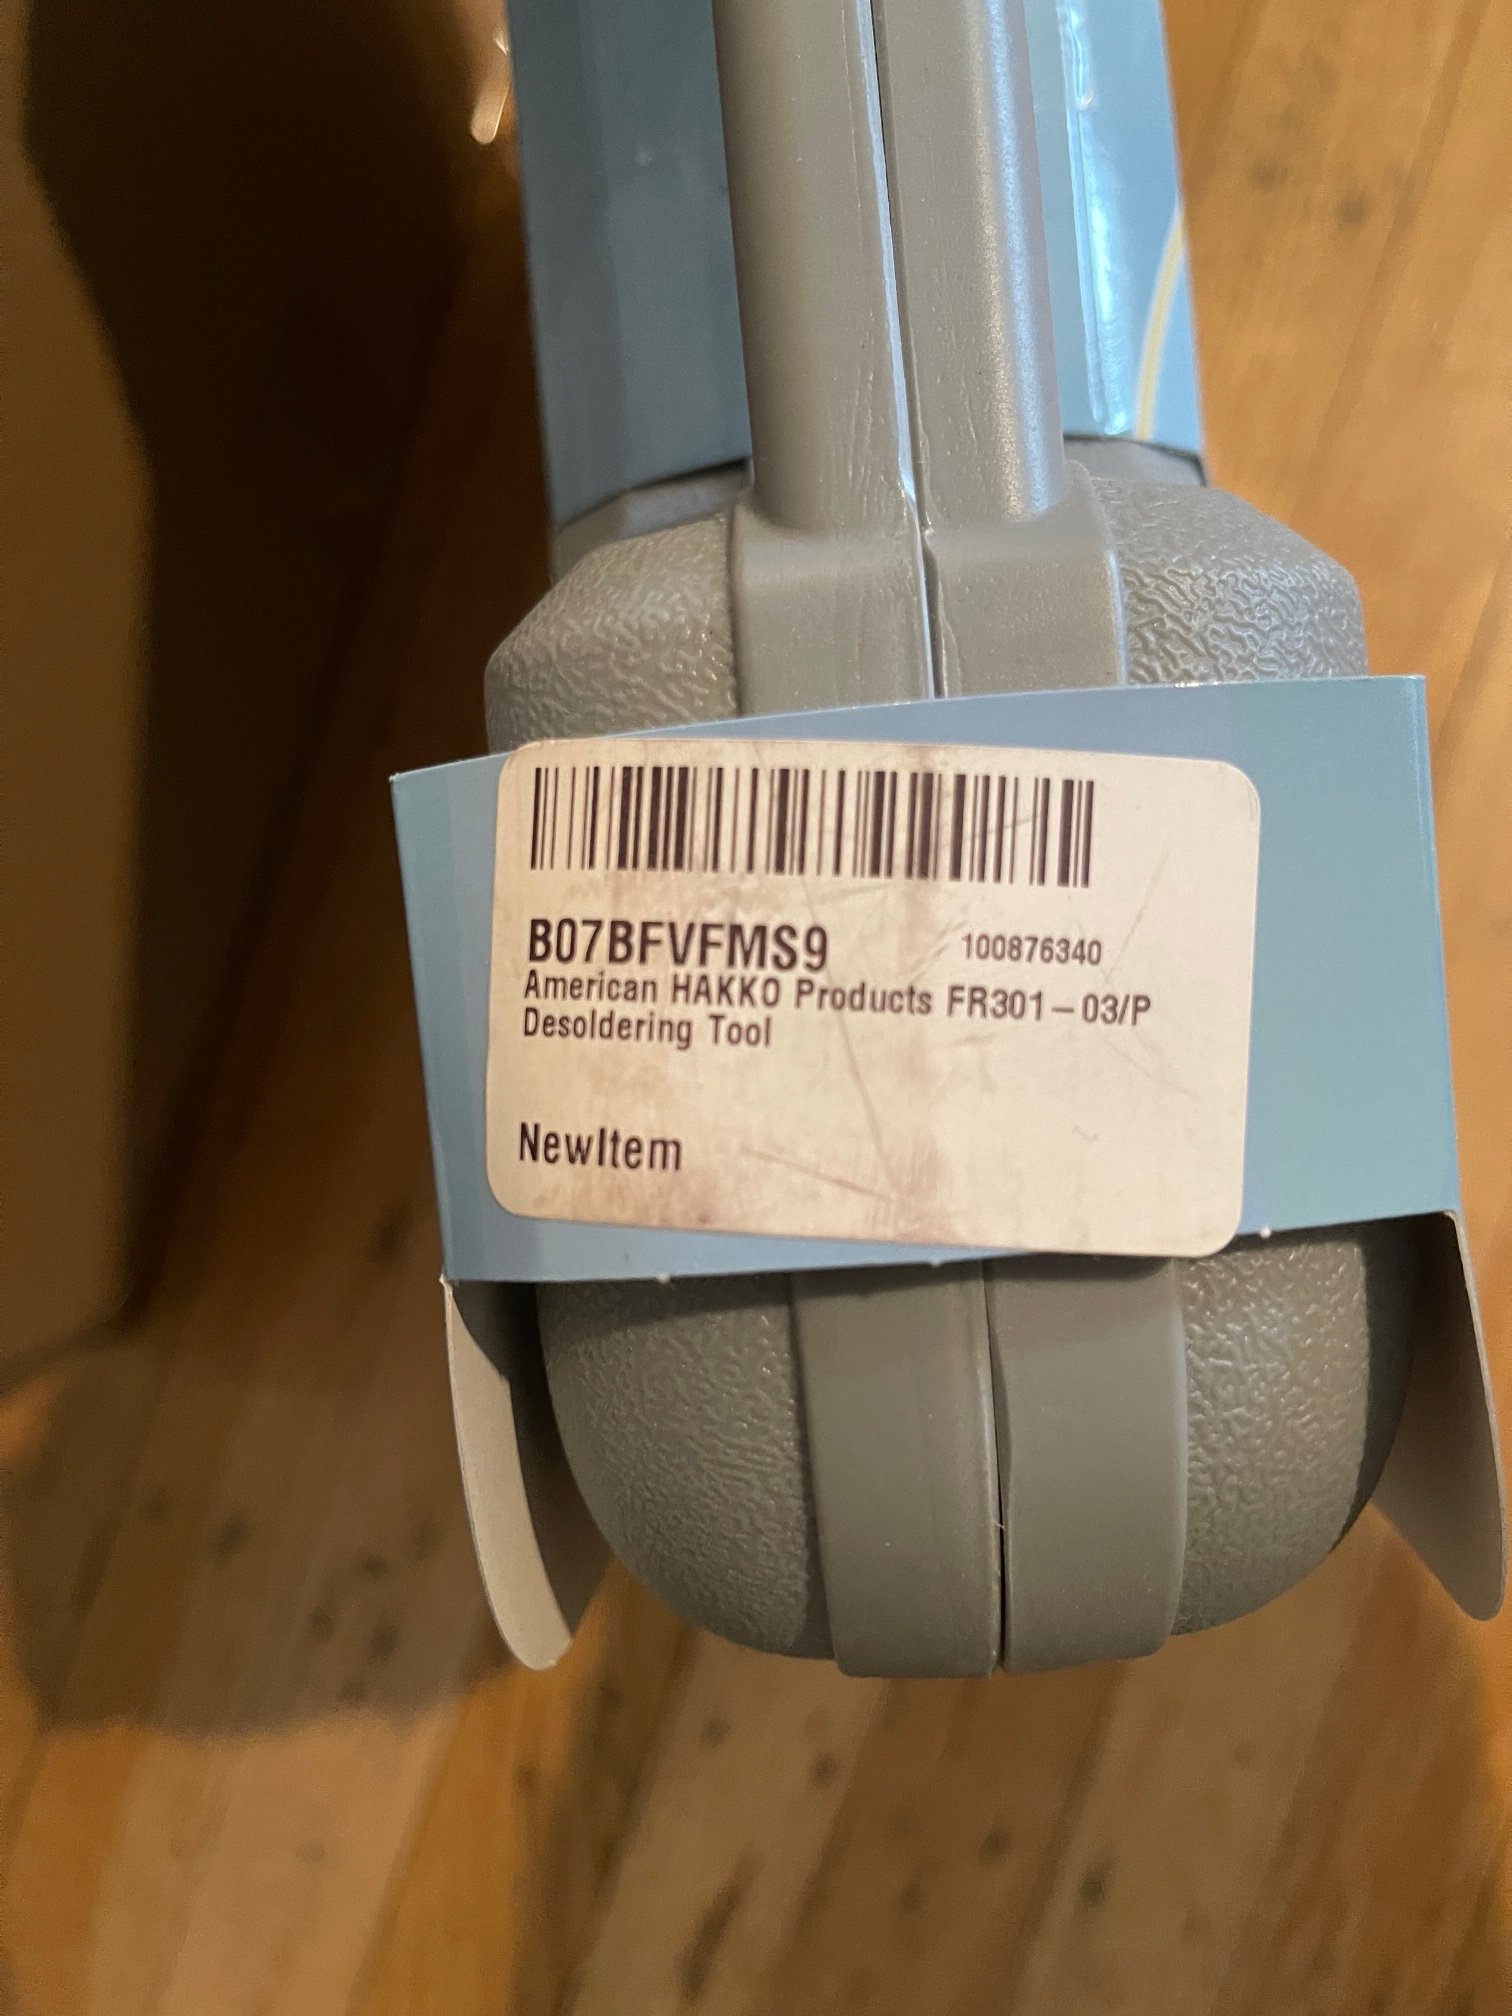 B07BFVFMS9 100876340
American HAKKO Products FR301-03/P
Desoldering Tool
NewItem